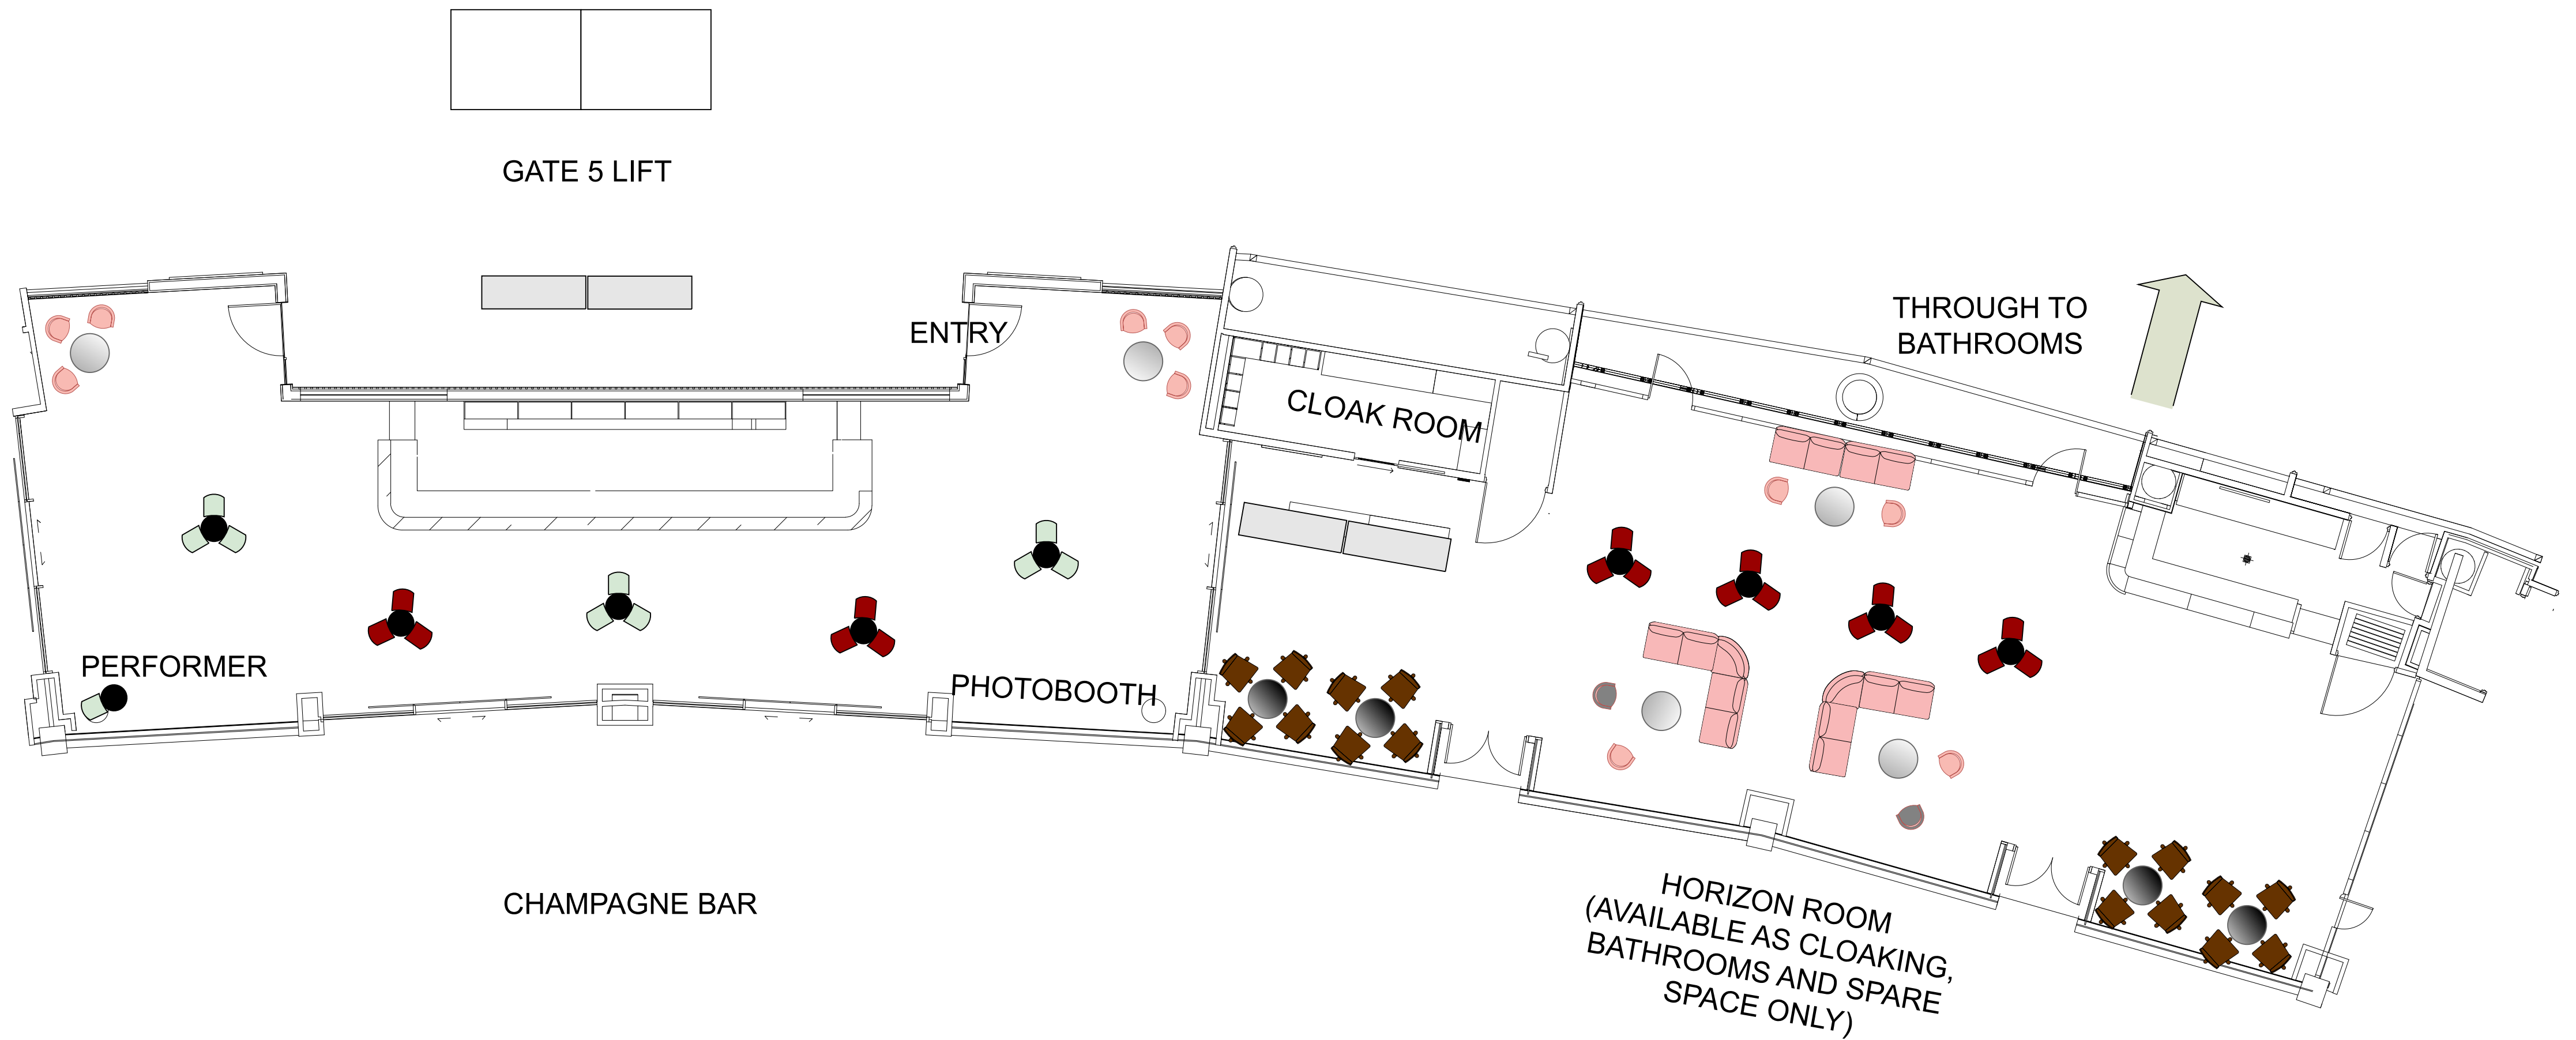 GATE 5 LIFT
ENTRY
THROUGH TO
BATHROOMS
CLOAK ROOM
PERFORMER
PHOTOBOOTH
CHAMPAGNE BAR
HORIZON ROOM
(AVAILABLE AS CLOAKING,
BATHROOMS AND SPARE
SPACE ONLY)